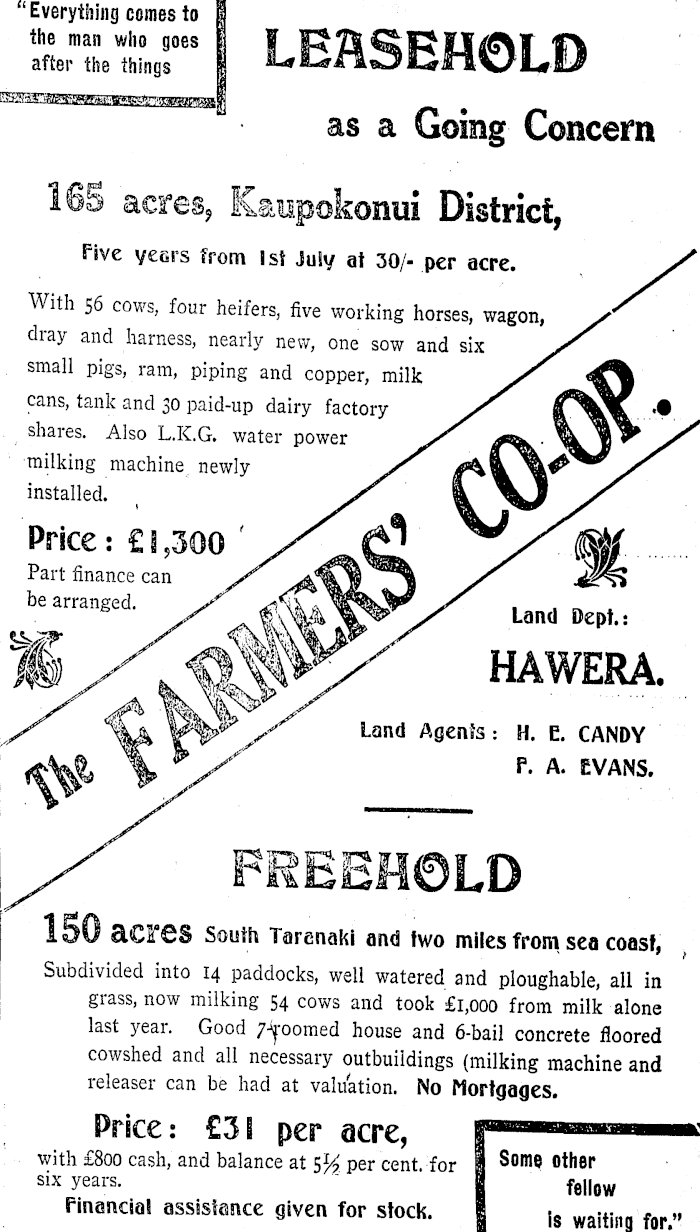 "Everything comes to
the man who goes
after the things
LEASEHOLD
as a Going Concern
165 acres, Kaupokonui District,
Five years from 1st July at 30/- per acre.
With 56 cows, four heifers, five working horses, wagon,
dray and harness, nearly new, one sow and six
small pigs, ram, piping and copper, milk
cans, tank and 30 paid-up dairy factory
shares. Also L.K.G. water power
milking machine newly
installed.
Price: £1,300
Part finance can
be arranged.
The FARMERS' CO-OP.
Land Dept.:
HAWERA.
Land Agents: H. E. CANDY
F. A. EVANS.
FREEHOLD
150 acres South Taranaki and two miles from sea coast,
Subdivided into 14 paddocks, well watered and ploughable, all in
grass, now milking 54 cows and took £1,000 from milk alone
last year. Good 7-roomed house and 6-bail concrete floored
cowshed and all necessary outbuildings (milking machine and
releaser can be had at valuation. No Mortgages.
Price: £31 per acre,
with £800 cash, and balance at 5½ per cent. for
six years.
Financial assistance given for stock.
Some other
fellow
is waiting for."